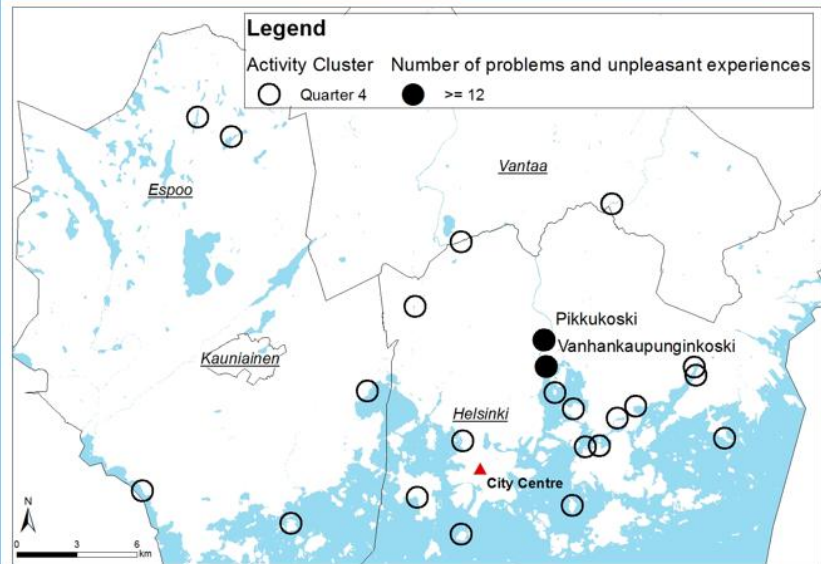 Legend
Activity Cluster Number of problems and unpleasant experiences
Quarter 4 >= 12
Vantaa
Espoo
Pikkukoski
Vanhankaupunginkoski
Kauniainen
Helsinki
City Centre
N
0 3 6
km